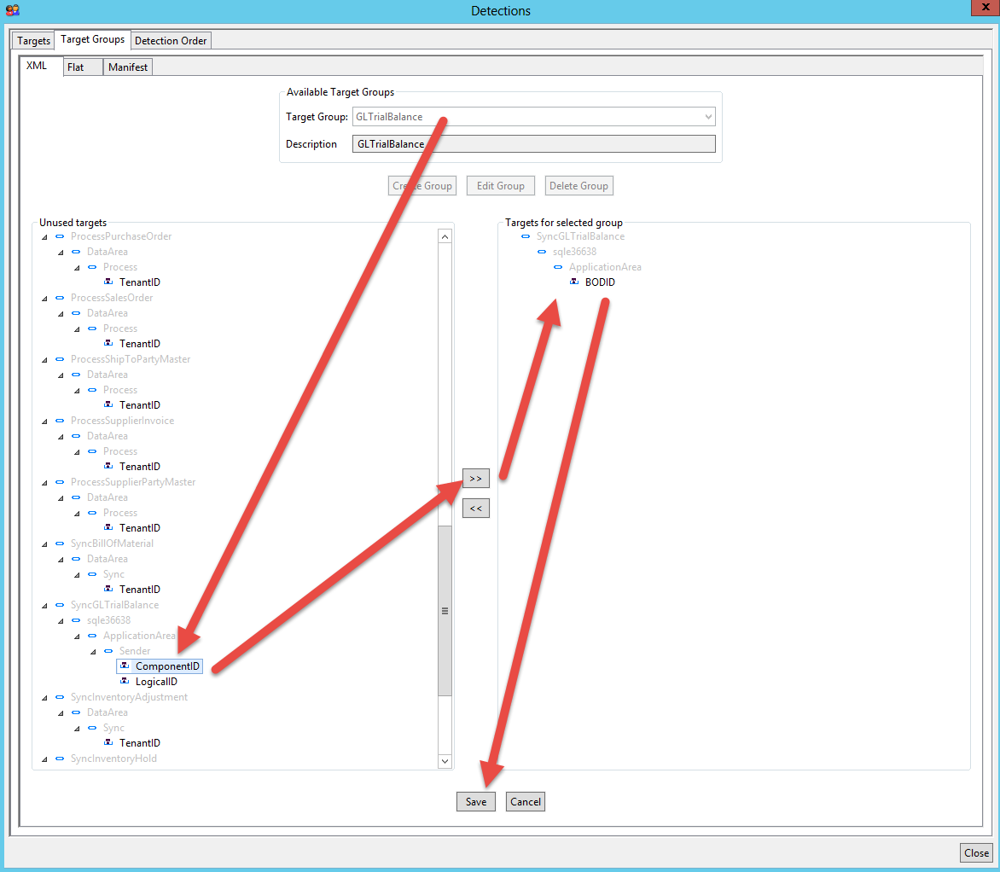 Detections
x
Targets
Target Groups
Detection Order
XML
Flat
Manifest
Available Target Groups
Target Group:
GLTrialBalance
Description
GLTrialBalance
Create Group
Edit Group
Delete Group
Unused targets
ProcessPurchaseOrder
DataArea
Process
TenantID
ProcessSalesOrder
DataArea
Process
TenantID
ProcessShipToPartyMaster
DataArea
Process
TenantID
ProcessSupplierInvoice
DataArea
Process
TenantID
ProcessSupplierPartyMaster
DataArea
Process
TenantID
SyncBillOfMaterial
DataArea
Sync
TenantID
SyncGLTrialBalance
sqle36638
ApplicationArea
Sender
ComponentID
LogicalID
SyncInventoryAdjustment
DataArea
Sync
TenantID
SyncInventoryHold
>>
<<
Targets for selected group
SyncGLTrialBalance
sqle36638
ApplicationArea
BODID
Save
Cancel
Close